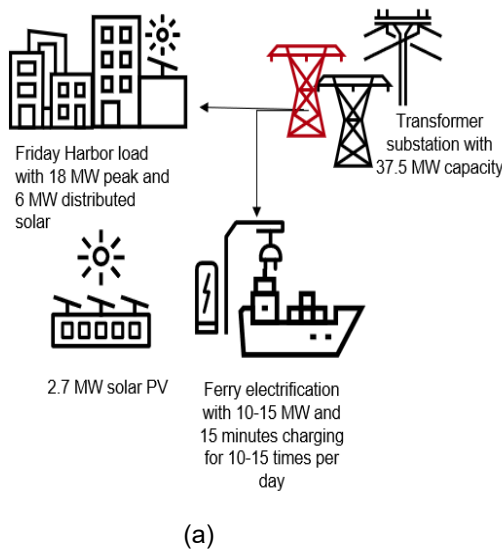 Friday Harbor load
with 18 MW peak and
6 MW distributed
solar
Transformer
substation with
37.5 MW capacity
2.7 MW solar PV
Ferry electrification
with 10-15 MW and
15 minutes charging
for 10-15 times per
day
(a)